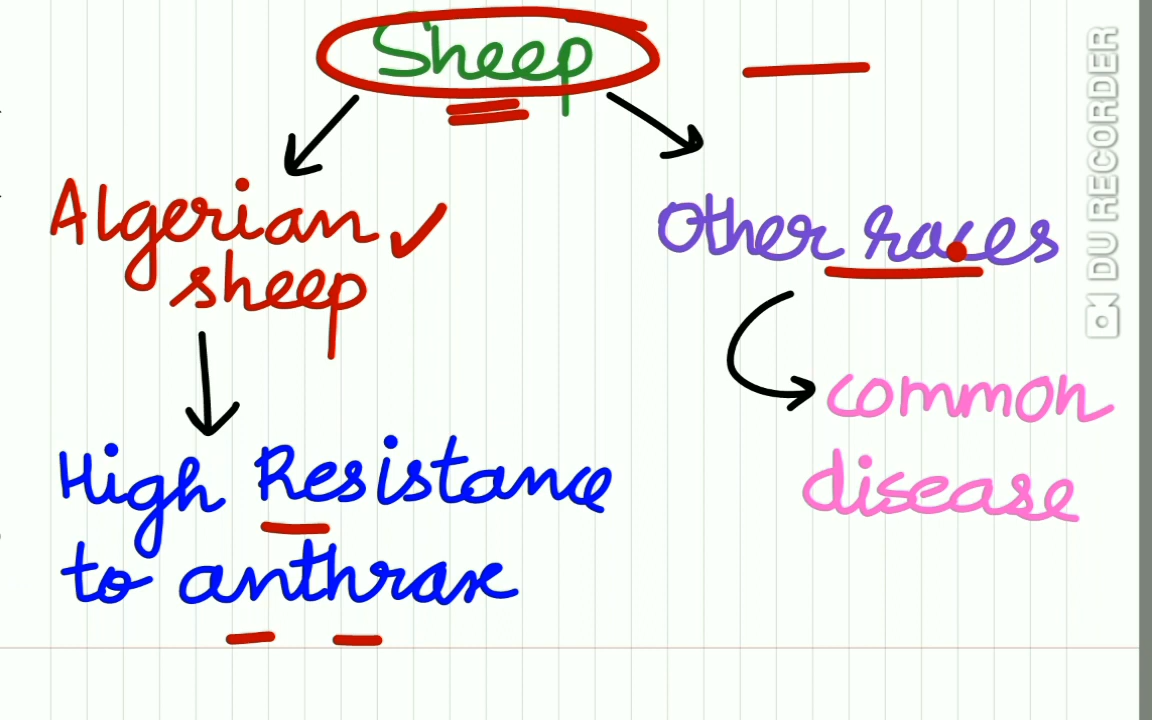 Sheep
Algerian
sheep
Other races
High Resistance
to anthrax
common
disease
DU RECORDER